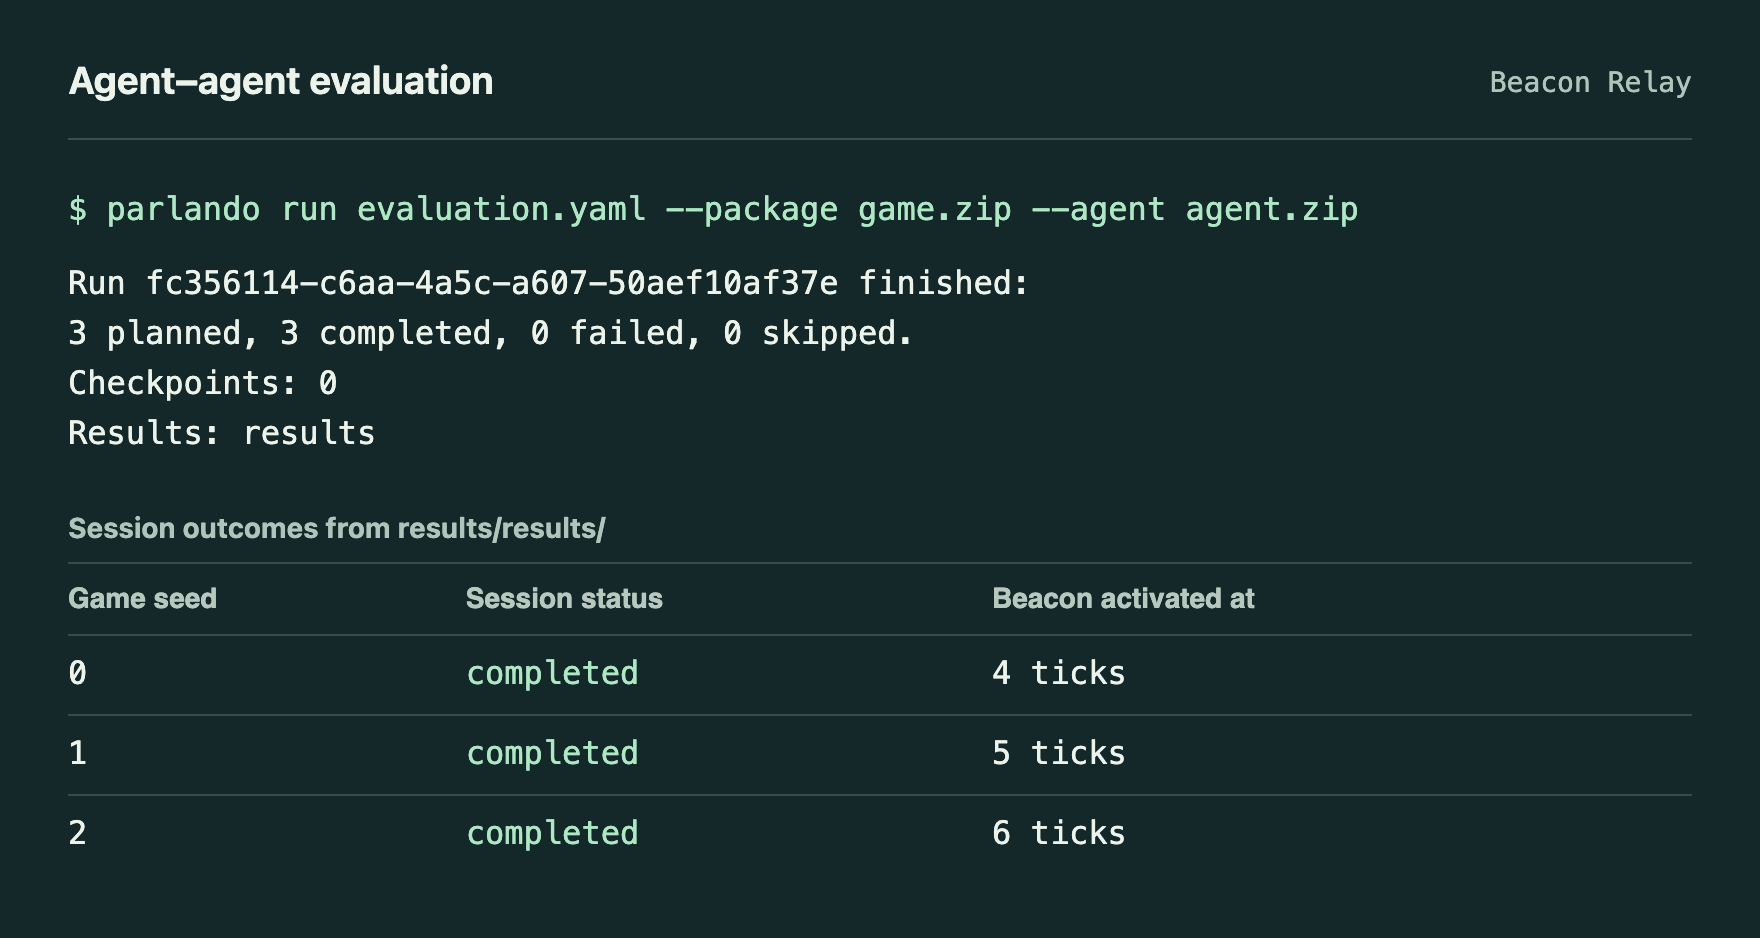 Agent–agent evaluation
Beacon Relay
$ parlando run evaluation.yaml --package game.zip --agent agent.zip
Run fc356114-c6aa-4a5c-a607-50aef10af37e finished:
3 planned, 3 completed, 0 failed, 0 skipped.
Checkpoints: 0
Results: results
Session outcomes from results/results/
Game seed Session status Beacon activated at
0 completed 4 ticks
1 completed 5 ticks
2 completed 6 ticks